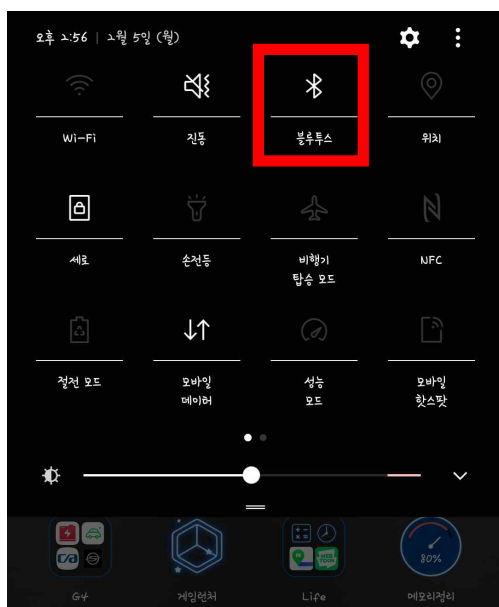 오후 2:56 | 2월 5일 (월)
Wi-Fi
진동
블루투스
위치
세로
손전등
비행기
탑승 모드
NFC
절전 모드
모바일
데이터
성능
모드
모바일
핫스팟
WEB
TOON
80%
G4
게임런처
Life
메모리정리